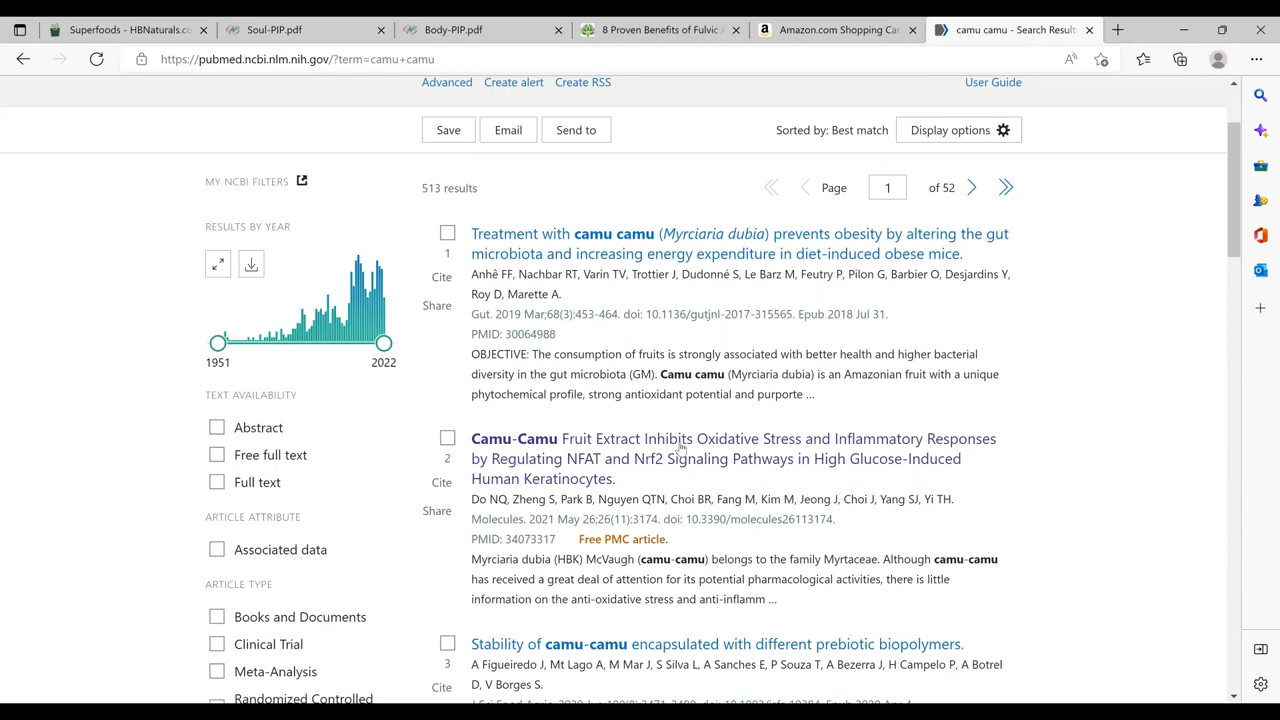 Superfoods - HBNaturals.co
Soul-PIP.pdf
Body-PIP.pdf
8 Proven Benefits of Fulvic A
Amazon.com Shopping Car
camu camu - Search Result
https://pubmed.ncbi.nlm.nih.gov/?term=camu+camu
Advanced Create alert Create RSS
User Guide
Save Email Send to
Sorted by: Best match Display options
MY NCBI FILTERS
513 results
Page 1 of 52
RESULTS BY YEAR
1951 2022
TEXT AVAILABILITY
Abstract
Free full text
Full text
ARTICLE ATTRIBUTE
Associated data
ARTICLE TYPE
Books and Documents
Clinical Trial
Meta-Analysis
Randomized Controlled
1
Cite
Share
Treatment with camu camu (Myrciaria dubia) prevents obesity by altering the gut
microbiota and increasing energy expenditure in diet-induced obese mice.
Anhê FF, Nachbar RT, Varin TV, Trottier J, Dudonné S, Le Barz M, Feutry P, Pilon G, Barbier O, Desjardins Y,
Roy D, Marette A.
Gut. 2019 Mar;68(3):453-464. doi: 10.1136/gutjnl-2017-315565. Epub 2018 Jul 31.
PMID: 30064988
OBJECTIVE: The consumption of fruits is strongly associated with better health and higher bacterial
diversity in the gut microbiota (GM). Camu camu (Myrciaria dubia) is an Amazonian fruit with a unique
phytochemical profile, strong antioxidant potential and purporte ...
2
Cite
Share
Camu-Camu Fruit Extract Inhibits Oxidative Stress and Inflammatory Responses
by Regulating NFAT and Nrf2 Signaling Pathways in High Glucose-Induced
Human Keratinocytes.
Do NQ, Zheng S, Park B, Nguyen QTN, Choi BR, Fang M, Kim M, Jeong J, Choi J, Yang SJ, Yi TH.
Molecules. 2021 May 26;26(11):3174. doi: 10.3390/molecules26113174.
PMID: 34073317 Free PMC article.
Myrciaria dubia (HBK) McVaugh (camu-camu) belongs to the family Myrtaceae. Although camu-camu
has received a great deal of attention for its potential pharmacological activities, there is little
information on the anti-oxidative stress and anti-inflamm ...
3
Cite
Stability of camu-camu encapsulated with different prebiotic biopolymers.
A Figueiredo J, Mt Lago A, M Mar J, S Silva L, A Sanches E, P Souza T, A Bezerra J, H Campelo P, A Botrel
D, V Borges S.